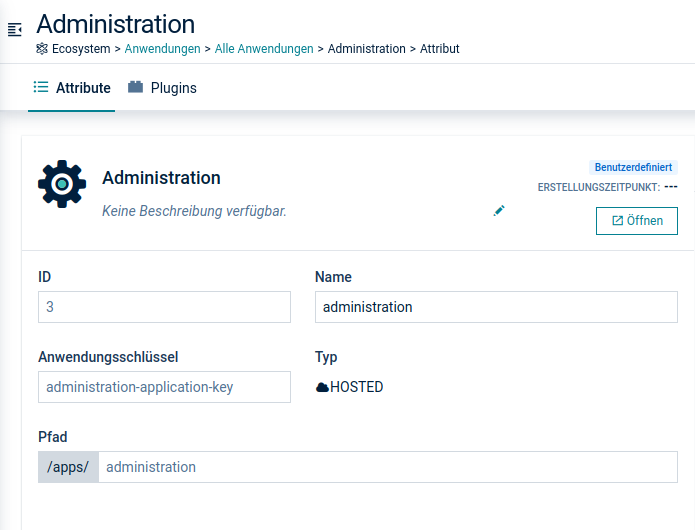 Administration
Ecosystem > Anwendungen > Alle Anwendungen > Administration > Attribut
Attribute Plugins
Administration
Keine Beschreibung verfügbar.
Benutzerdefiniert
ERSTELLUNGSZEITPUNKT: ---
Öffnen
ID
3
Name
administration
Anwendungsschlüssel
administration-application-key
Typ
HOSTED
Pfad
/apps/ administration